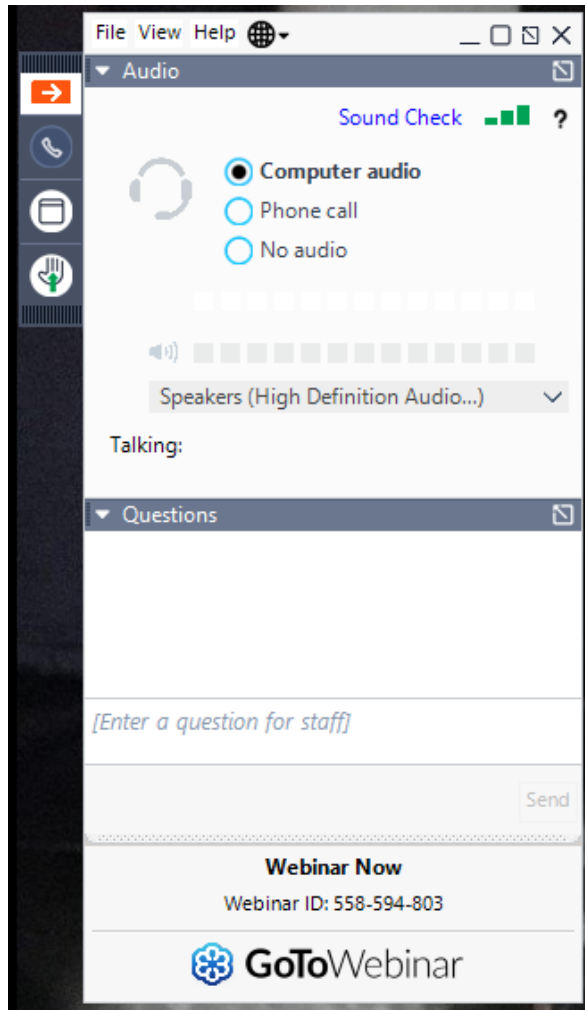 File View Help
Audio
Sound Check ?
Computer audio
Phone call
No audio
Speakers (High Definition Audio...)
Talking:
Questions
[Enter a question for staff]
Send
Webinar Now
Webinar ID: 558-594-803
GoToWebinar